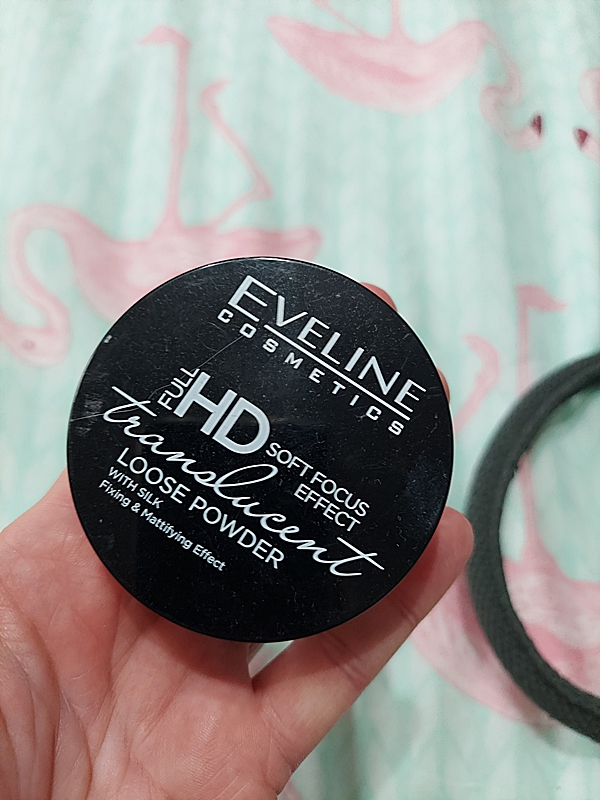 EVELINE
COSMETICS
FULL HD SOFT FOCUS
EFFECT
translucent
LOOSE POWDER
WITH SILK
Fixing & Mattifying Effect